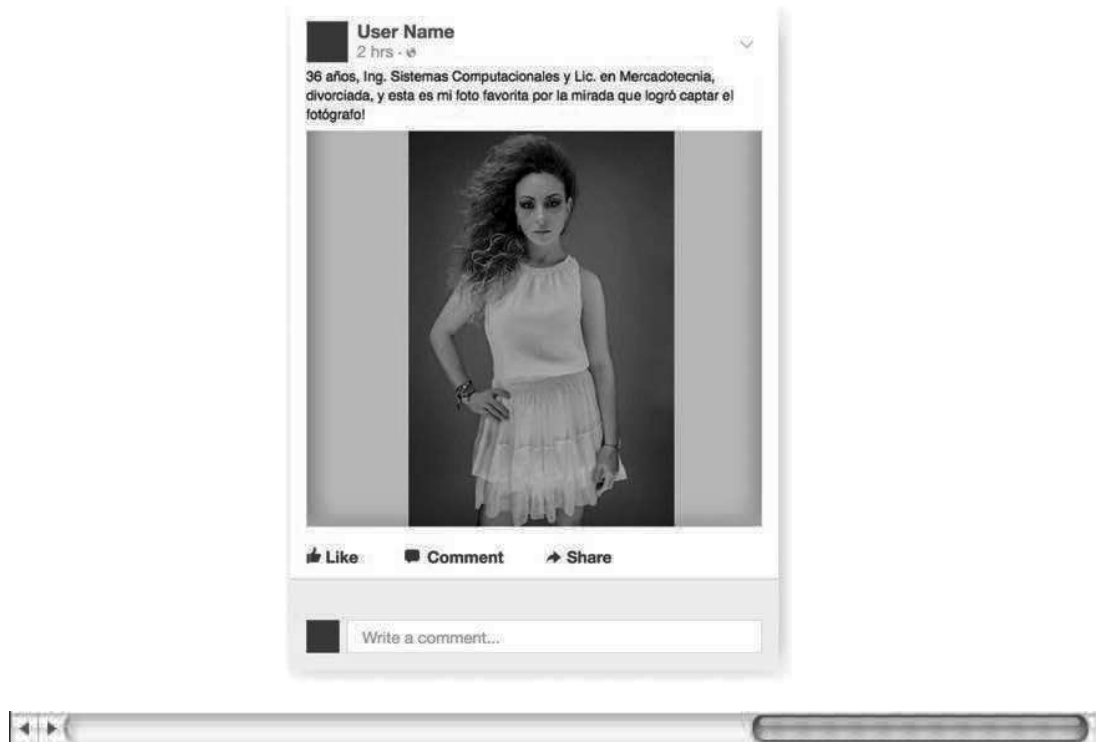 User Name
2 hrs ·
36 años, Ing. Sistemas Computacionales y Lic. en Mercadotecnia,
divorciada, y esta es mi foto favorita por la mirada que logró captar el
fotógrafo!
Like Comment Share
Write a comment...